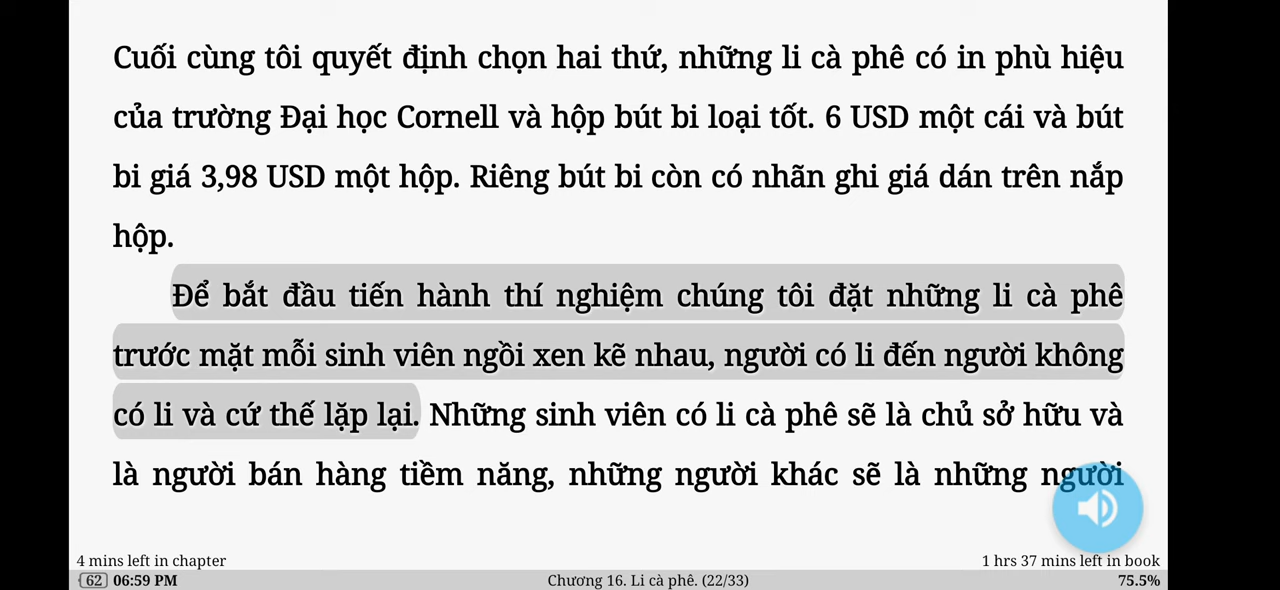 Cuối cùng tôi quyết định chọn hai thứ, những li cà phê có in phù hiệu
của trường Đại học Cornell và hộp bút bi loại tốt. 6 USD một cái và bút
bi giá 3,98 USD một hộp. Riêng bút bi còn có nhãn ghi giá dán trên nắp
hộp.
Để bắt đầu tiến hành thí nghiệm chúng tôi đặt những li cà phê
trước mặt mỗi sinh viên ngồi xen kẽ nhau, người có li đến người không
có li và cứ thế lặp lại. Những sinh viên có li cà phê sẽ là chủ sở hữu và
là người bán hàng tiềm năng, những người khác sẽ là những người
4 mins left in chapter
1 hrs 37 mins left in book
62 06:59 PM
Chương 16. Li cà phê. (22/33)
75.5%